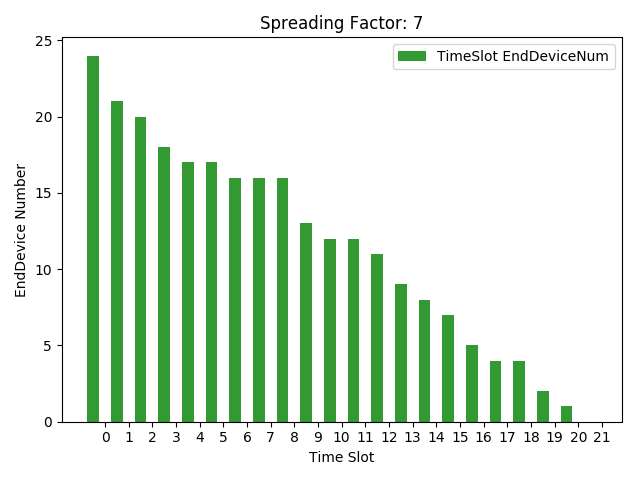 Spreading Factor: 7
TimeSlot EndDeviceNum
EndDevice Number
25
20
15
10
5
0
0 1 2 3 4 5 6 7 8 9 10 11 12 13 14 15 16 17 18 19 20 21
Time Slot